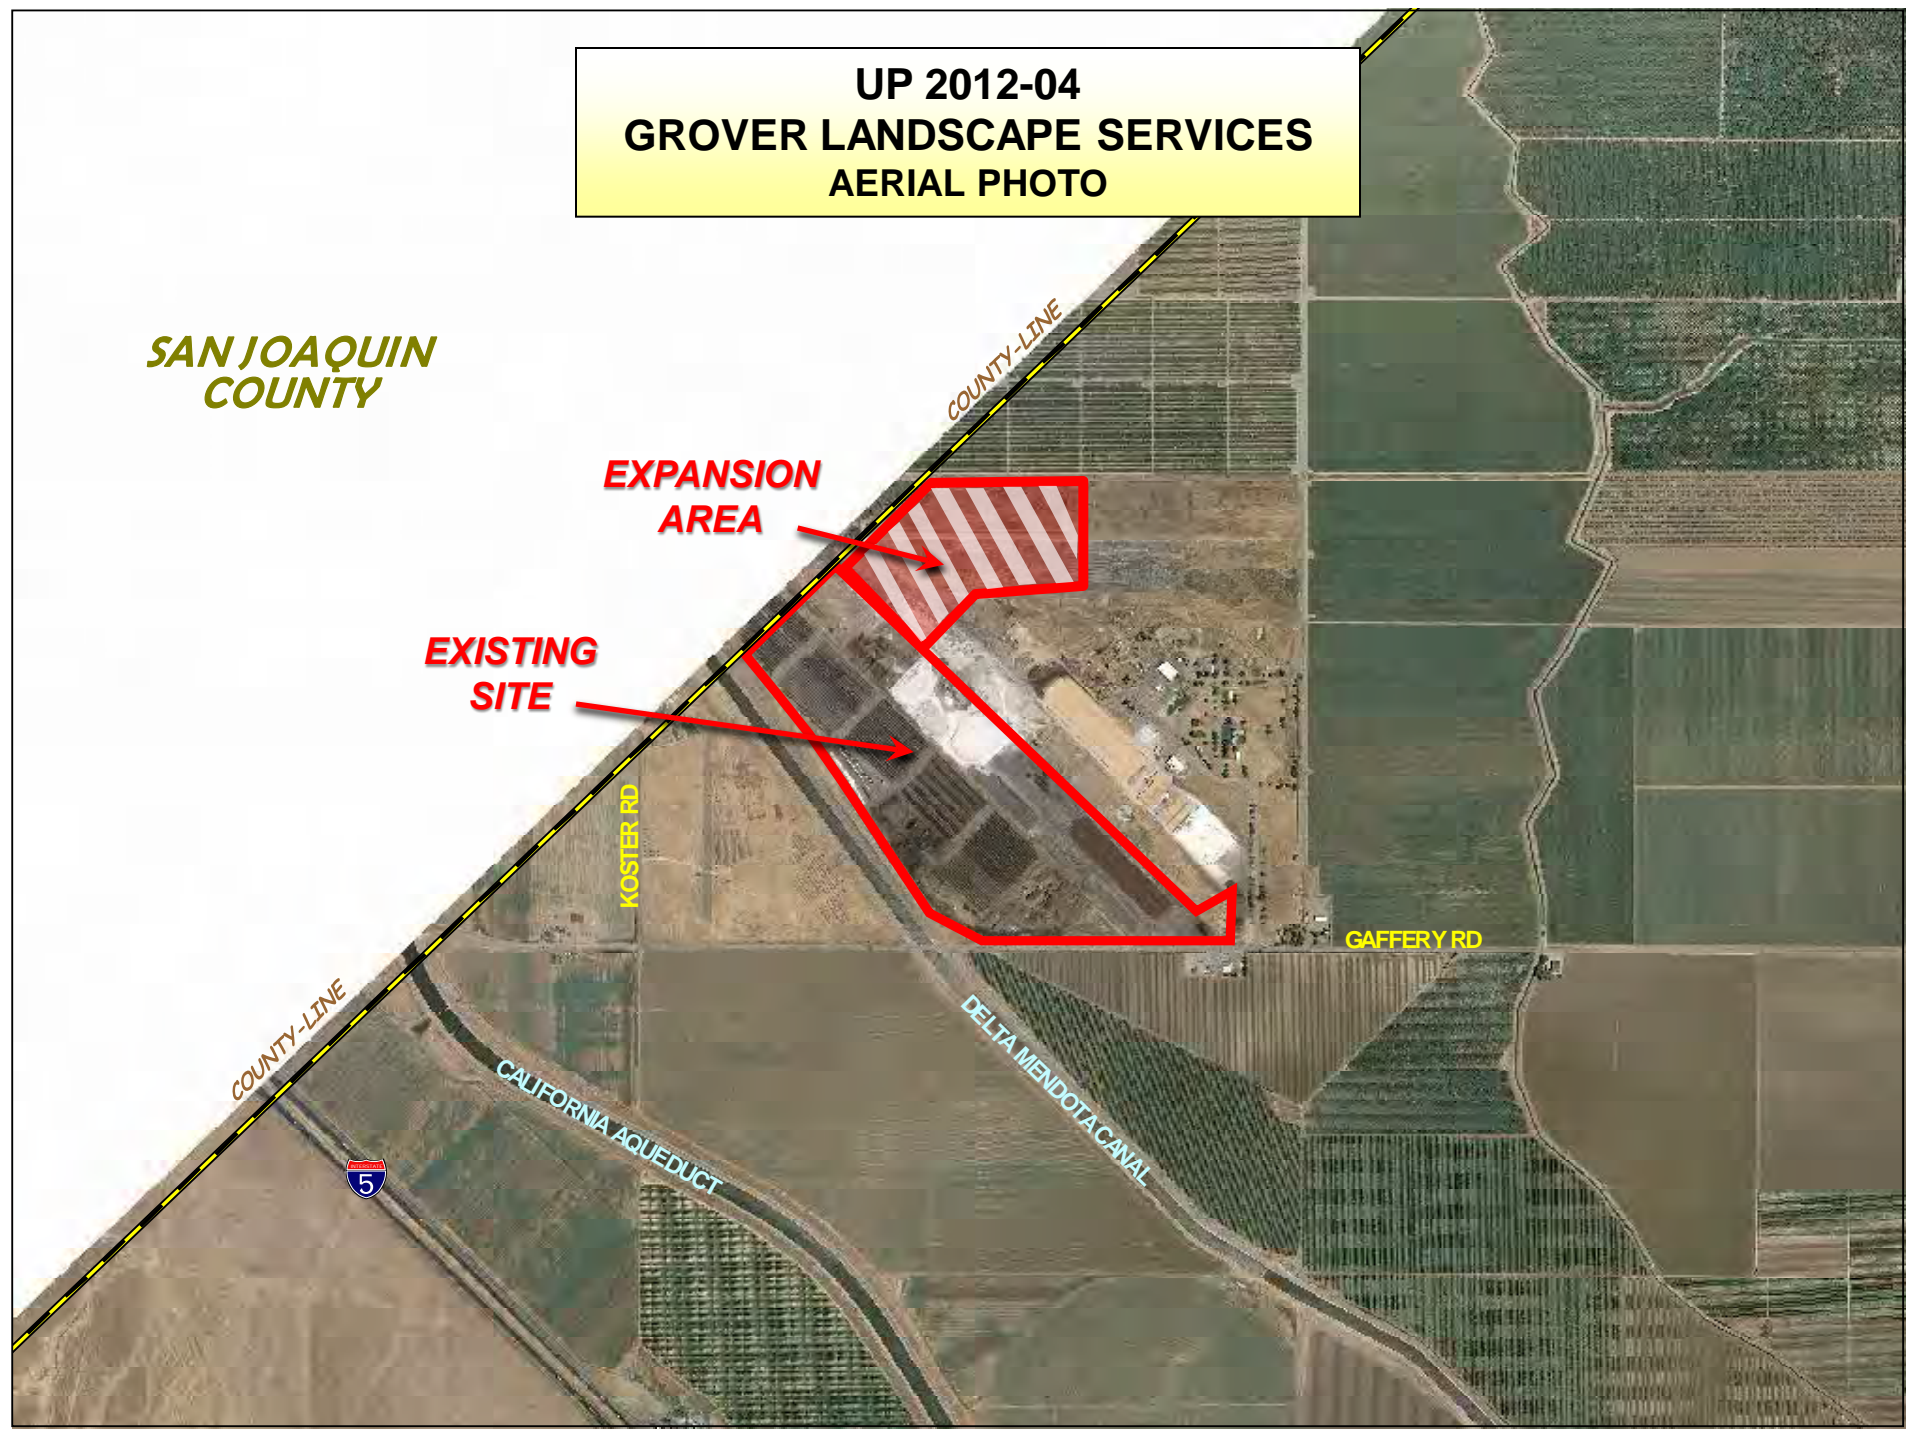 UP 2012-04
GROVER LANDSCAPE SERVICES
AERIAL PHOTO
SAN JOAQUIN
COUNTY
COUNTY-LINE
EXPANSION
AREA
EXISTING
SITE
KOSTER RD
GAFFERY RD
COUNTY-LINE
CALIFORNIA AQUEDUCT
DELTA MENDOTA CANAL
INTERSTATE
5